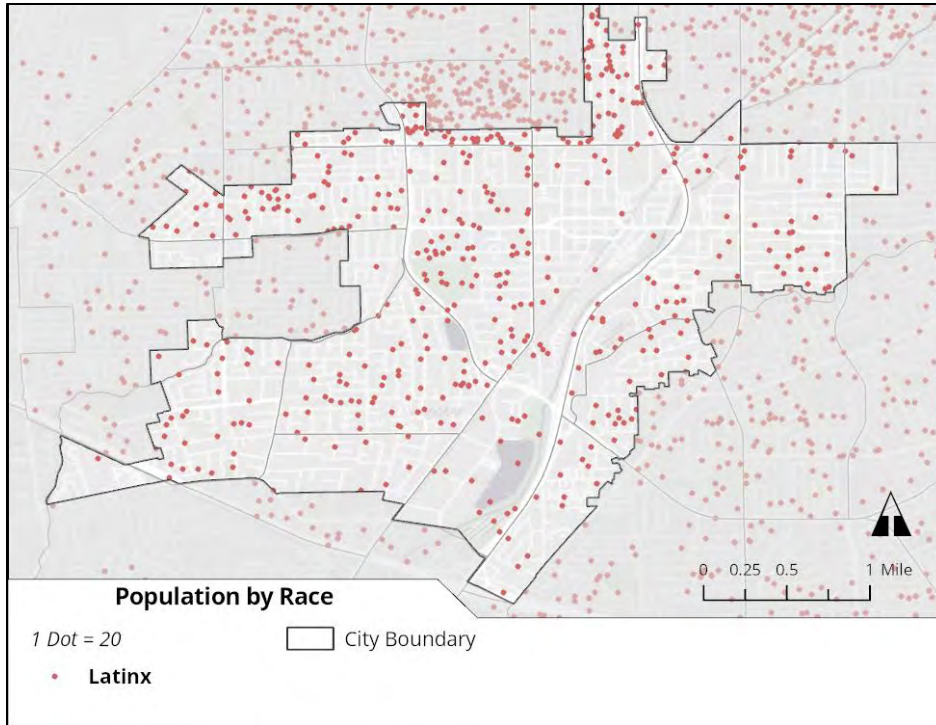 0 0.25 0.5 1 Mile
Population by Race
1 Dot = 20
City Boundary
Latinx